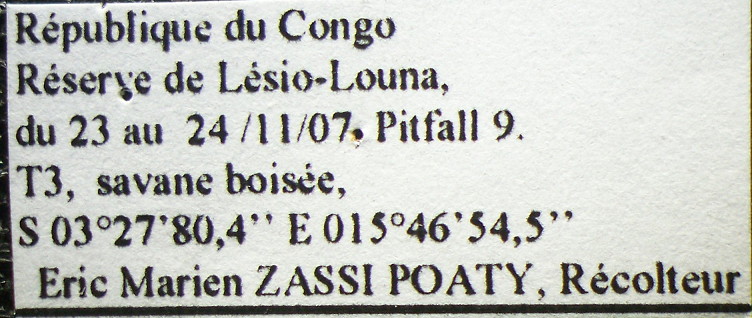 République du Congo
Réserve de Lésio-Louna,
du 23 au 24 /11/07, Pitfall 9.
T3, savane boisée,
S 03°27'80,4'' E 015°46'54,5''
Eric Marien ZASSI POATY, Récolteur